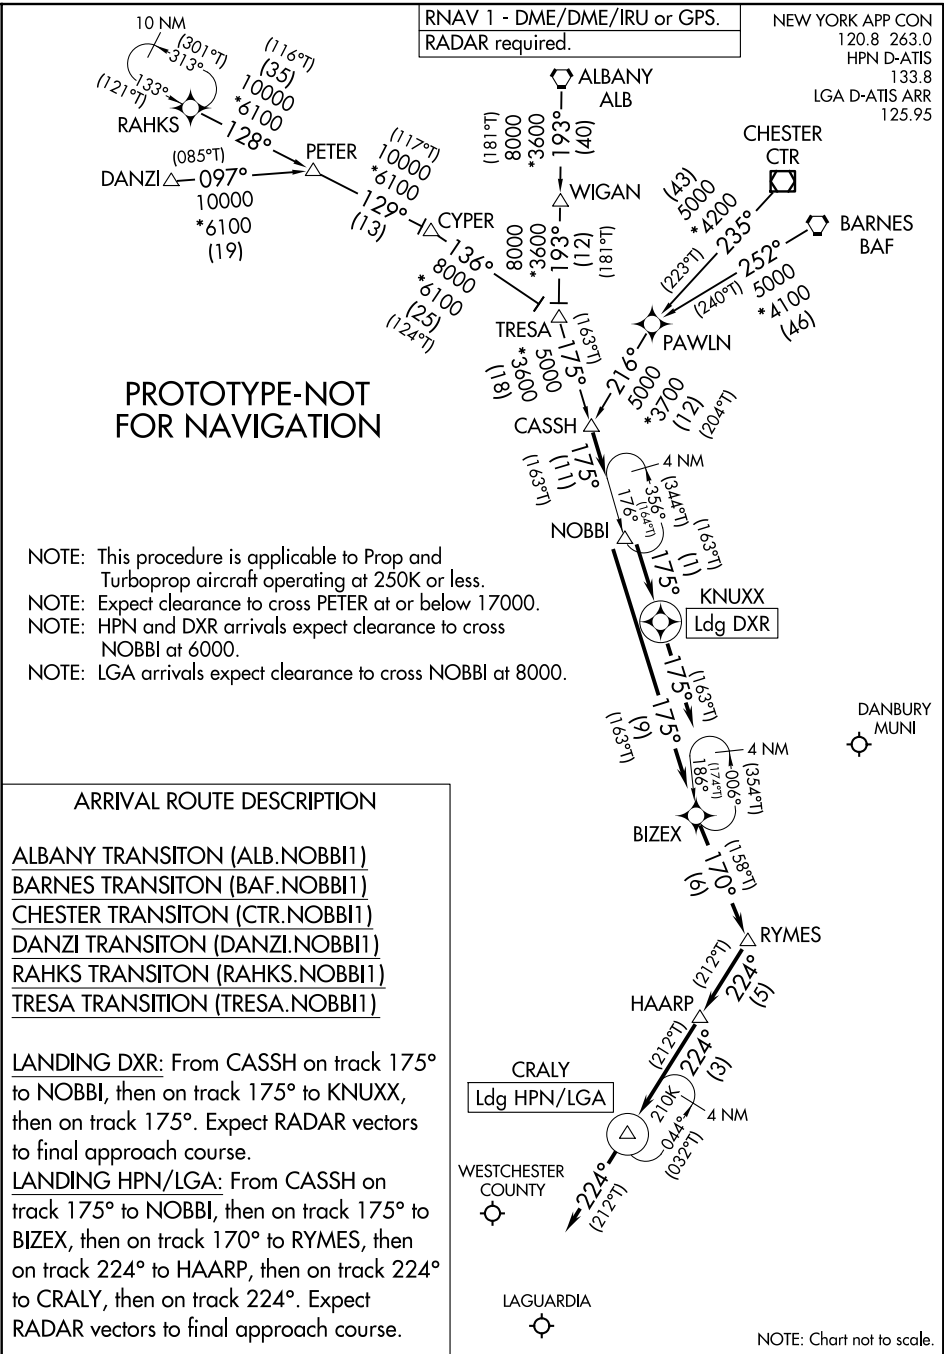 RNAV 1 - DME/DME/IRU or GPS.
RADAR required.
NEW YORK APP CON
120.8 263.0
HPN D-ATIS
133.8
LGA D-ATIS ARR
125.95
10 NM
(301°T)
313°
133°
(121°T)
RAHKS
(116°T)
(35)
10000
*6100
128°
PETER
DANZI
(085°T)
097°
10000
*6100
(19)
(117°T)
10000
*6100
129°
(13)
CYPER
136°
8000
*6100
(25)
(124°T)
ALBANY
ALB
(181°T)
8000
*3600
193°
(40)
WIGAN
8000
*3600
193°
(12)
(181°T)
TRESA
CHESTER
CTR
(43)
5000
*4200
235°
(223°T)
BARNES
BAF
252°
(240°T)
5000
*4100
(46)
PAWLN
(163°T)
175°
5000
*3600
(18)
216°
5000
*3700
(12)
(204°T)
CASSH
175°
(11)
(163°T)
4 NM
356°
(344°T)
176°
(164°T)
NOBBI
(163°T)
(1)
175°
KNUXX
Ldg DXR
175°
(163°T)
175°
(9)
(163°T)
DANBURY
MUNI
4 NM
006°
(354°T)
186°
(174°T)
BIZEX
170°
(158°T)
(6)
RYMES
(212°T)
224°
(5)
HAARP
(212°T)
224°
(3)
CRALY
Ldg HPN/LGA
210K
4 NM
044°
(032°T)
224°
(212°T)
WESTCHESTER
COUNTY
LAGUARDIA
PROTOTYPE-NOT
FOR NAVIGATION
NOTE: This procedure is applicable to Prop and
Turboprop aircraft operating at 250K or less.
NOTE: Expect clearance to cross PETER at or below 17000.
NOTE: HPN and DXR arrivals expect clearance to cross
NOBBI at 6000.
NOTE: LGA arrivals expect clearance to cross NOBBI at 8000.
ARRIVAL ROUTE DESCRIPTION
ALBANY TRANSITON (ALB.NOBBI1)
BARNES TRANSITON (BAF.NOBBI1)
CHESTER TRANSITON (CTR.NOBBI1)
DANZI TRANSITON (DANZI.NOBBI1)
RAHKS TRANSITON (RAHKS.NOBBI1)
TRESA TRANSITION (TRESA.NOBBI1)
LANDING DXR: From CASSH on track 175°
to NOBBI, then on track 175° to KNUXX,
then on track 175°. Expect RADAR vectors
to final approach course.
LANDING HPN/LGA: From CASSH on
track 175° to NOBBI, then on track 175° to
BIZEX, then on track 170° to RYMES, then
on track 224° to HAARP, then on track 224°
to CRALY, then on track 224°. Expect
RADAR vectors to final approach course.
NOTE: Chart not to scale.